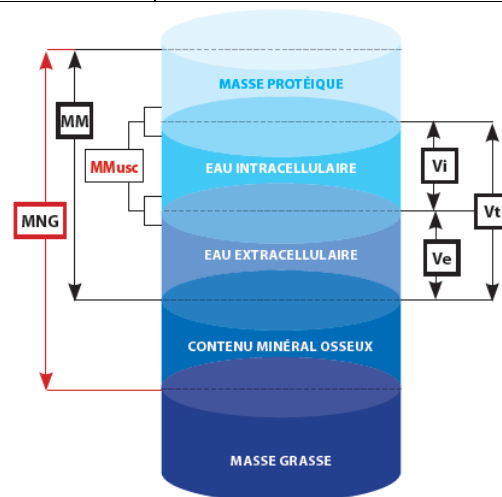 MASSE PROTÉIQUE
MM
MMusc
EAU INTRACELLULAIRE
Vi
Vt
MNG
EAU EXTRACELLULAIRE
Ve
CONTENU MINÉRAL OSSEUX
MASSE GRASSE